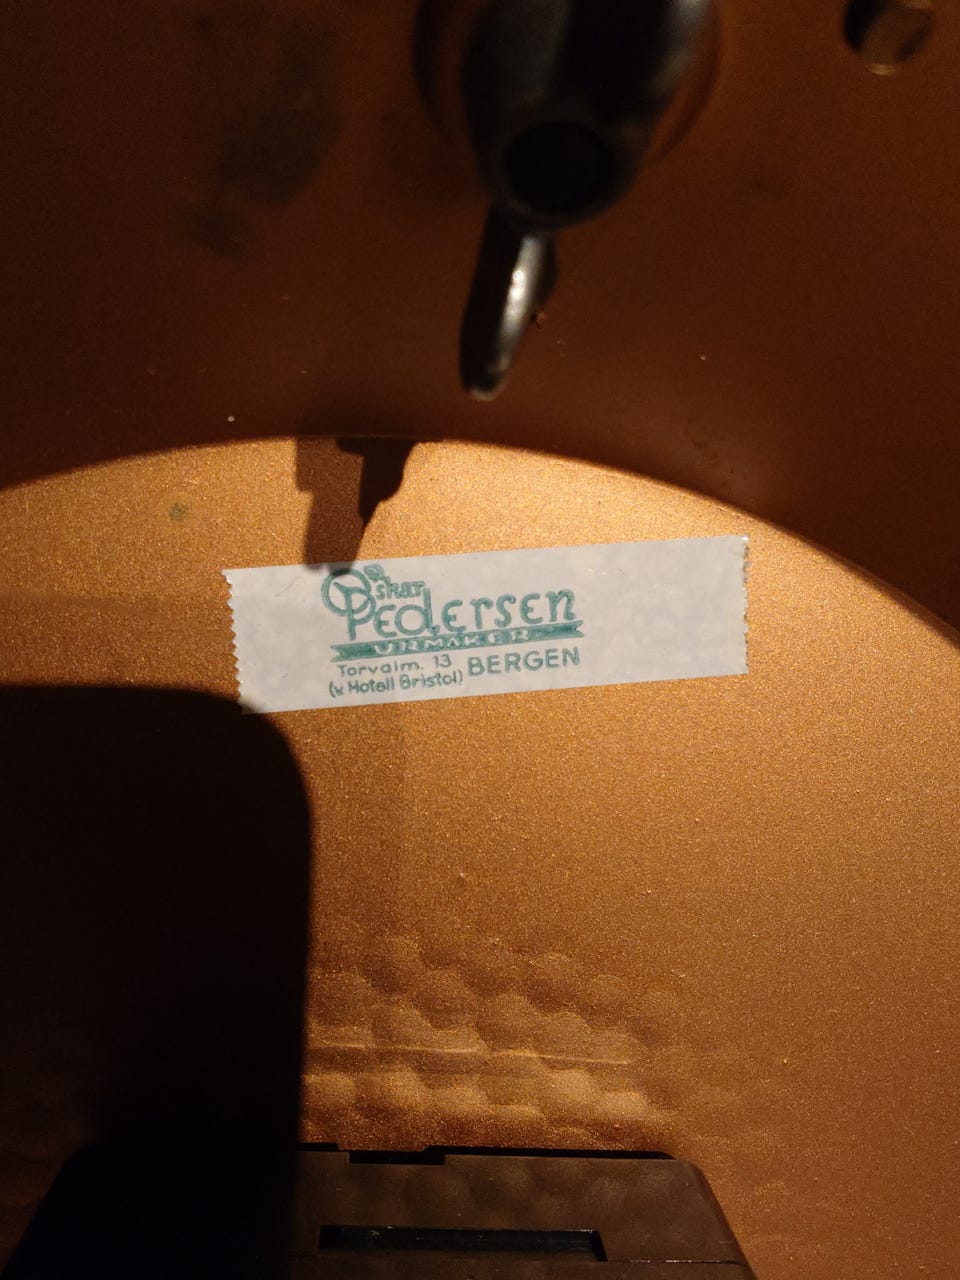 Oskar
Pedersen
URMAKER
Torvalm. 13 BERGEN
(v Hotell Bristol)